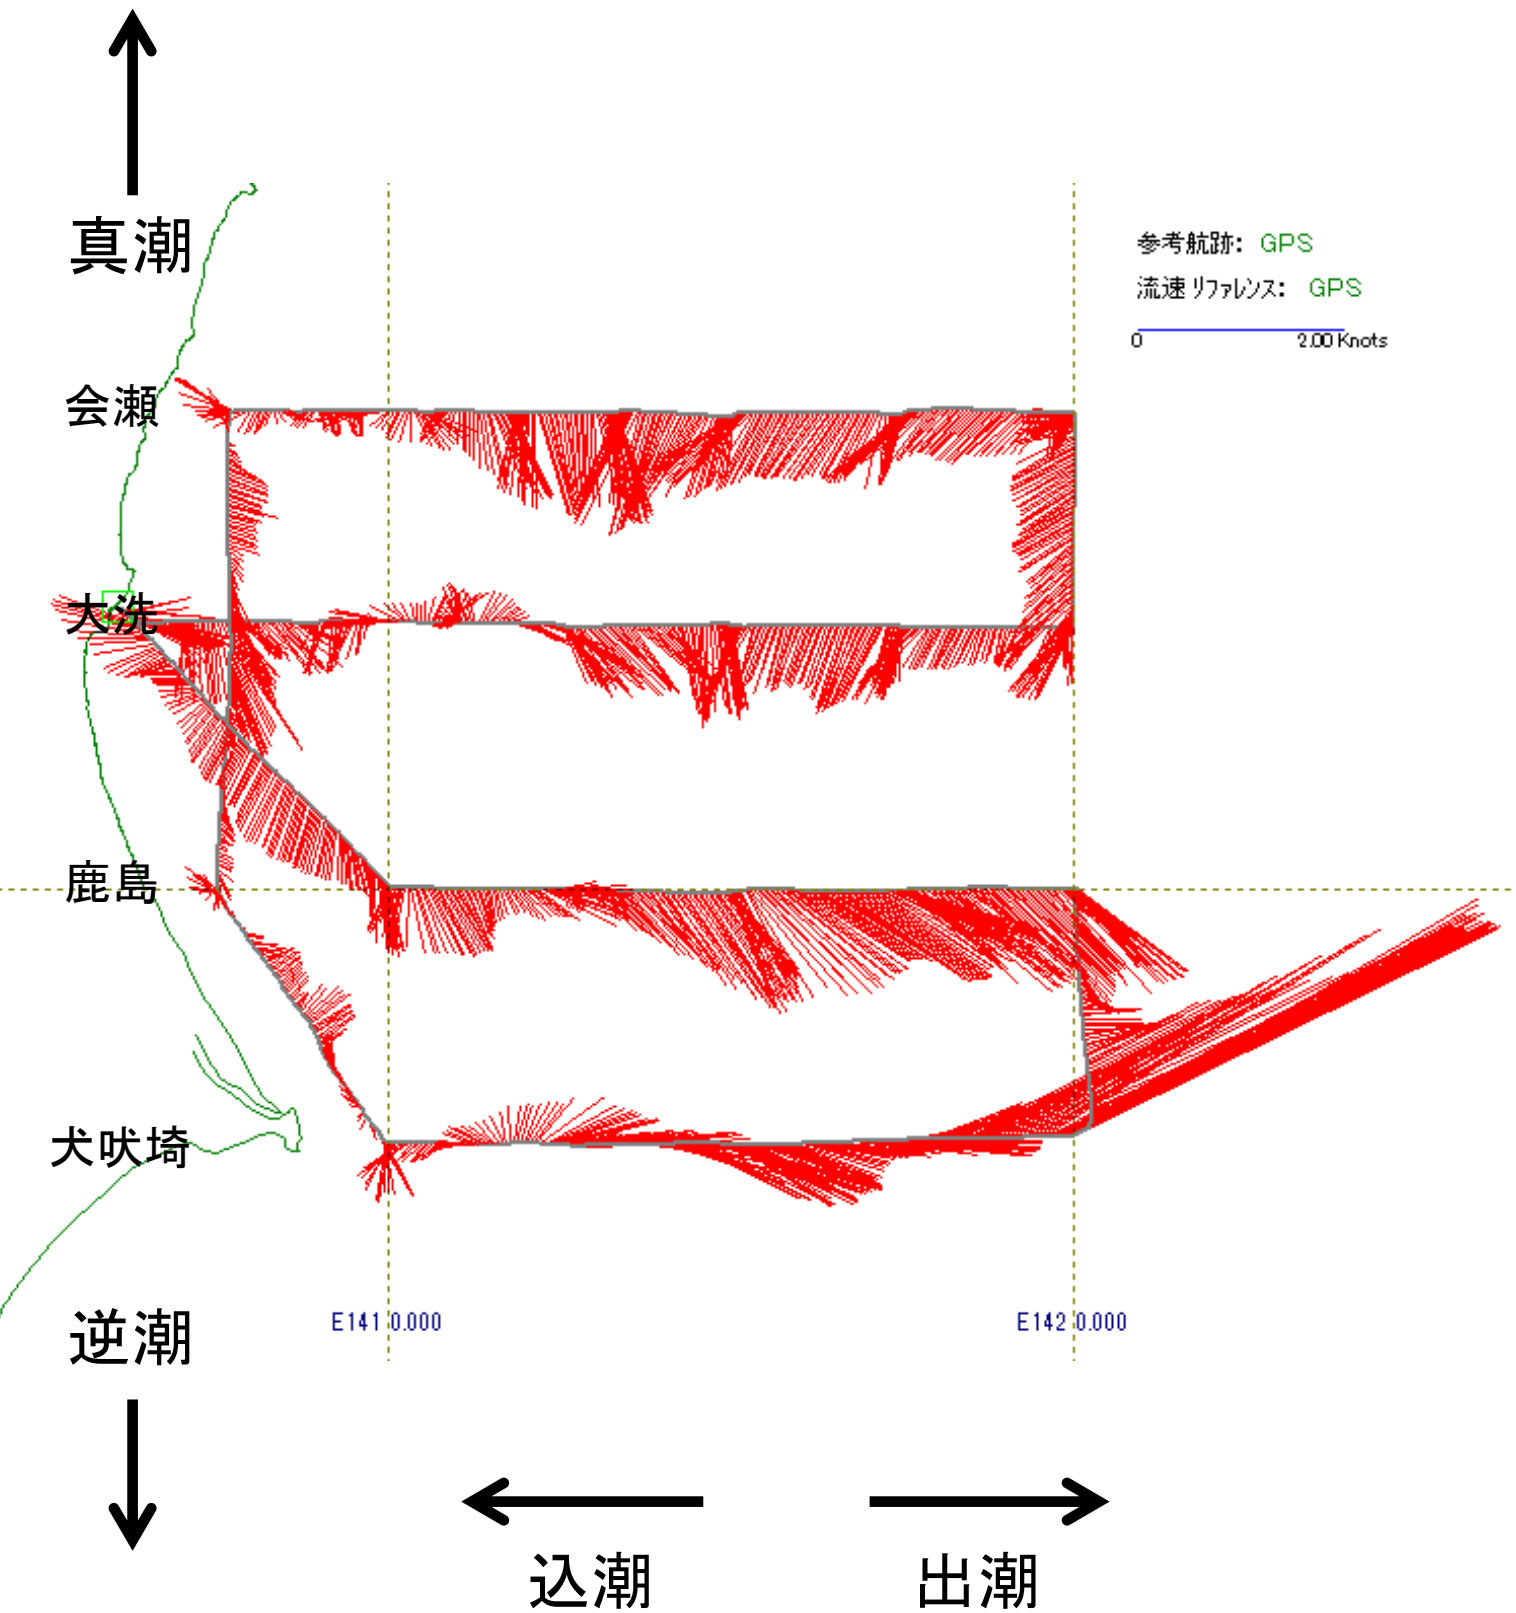 真潮
参考航跡: GPS
流速リファレンス: GPS
0 2.00 Knots
会瀬
大洗
鹿島
犬吠埼
逆潮
E141 0.000
E142 0.000
込潮
出潮